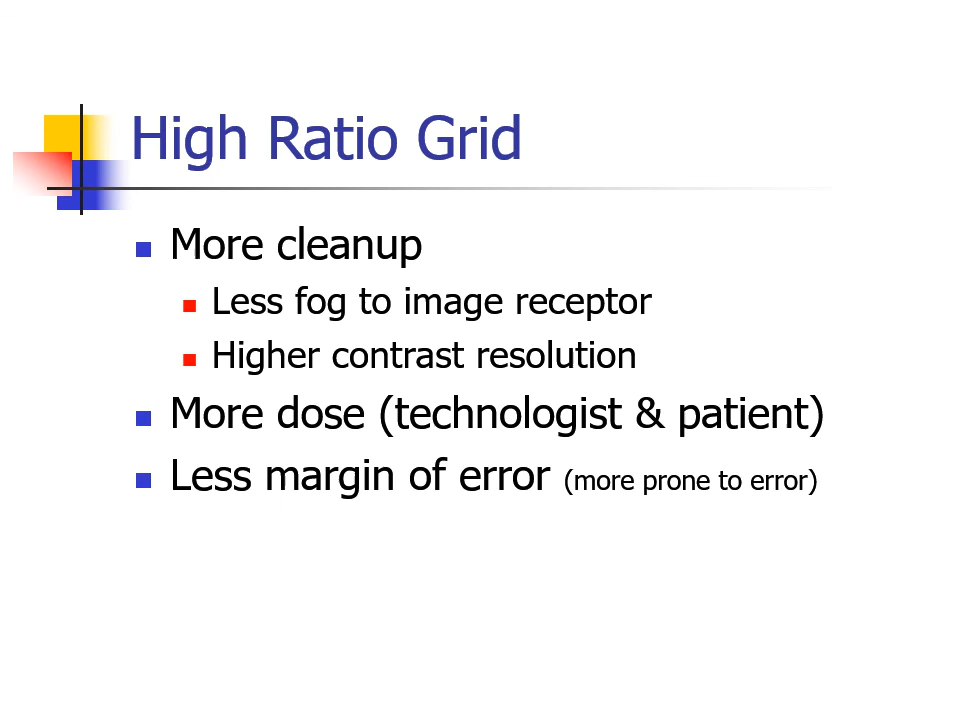 High Ratio Grid
More cleanup
Less fog to image receptor
Higher contrast resolution
More dose (technologist & patient)
Less margin of error (more prone to error)